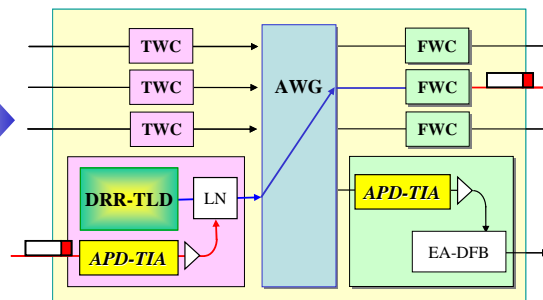 TWC
FWC
TWC
AWG
FWC
TWC
FWC
DRR-TLD
LN
APD-TIA
APD-TIA
EA-DFB